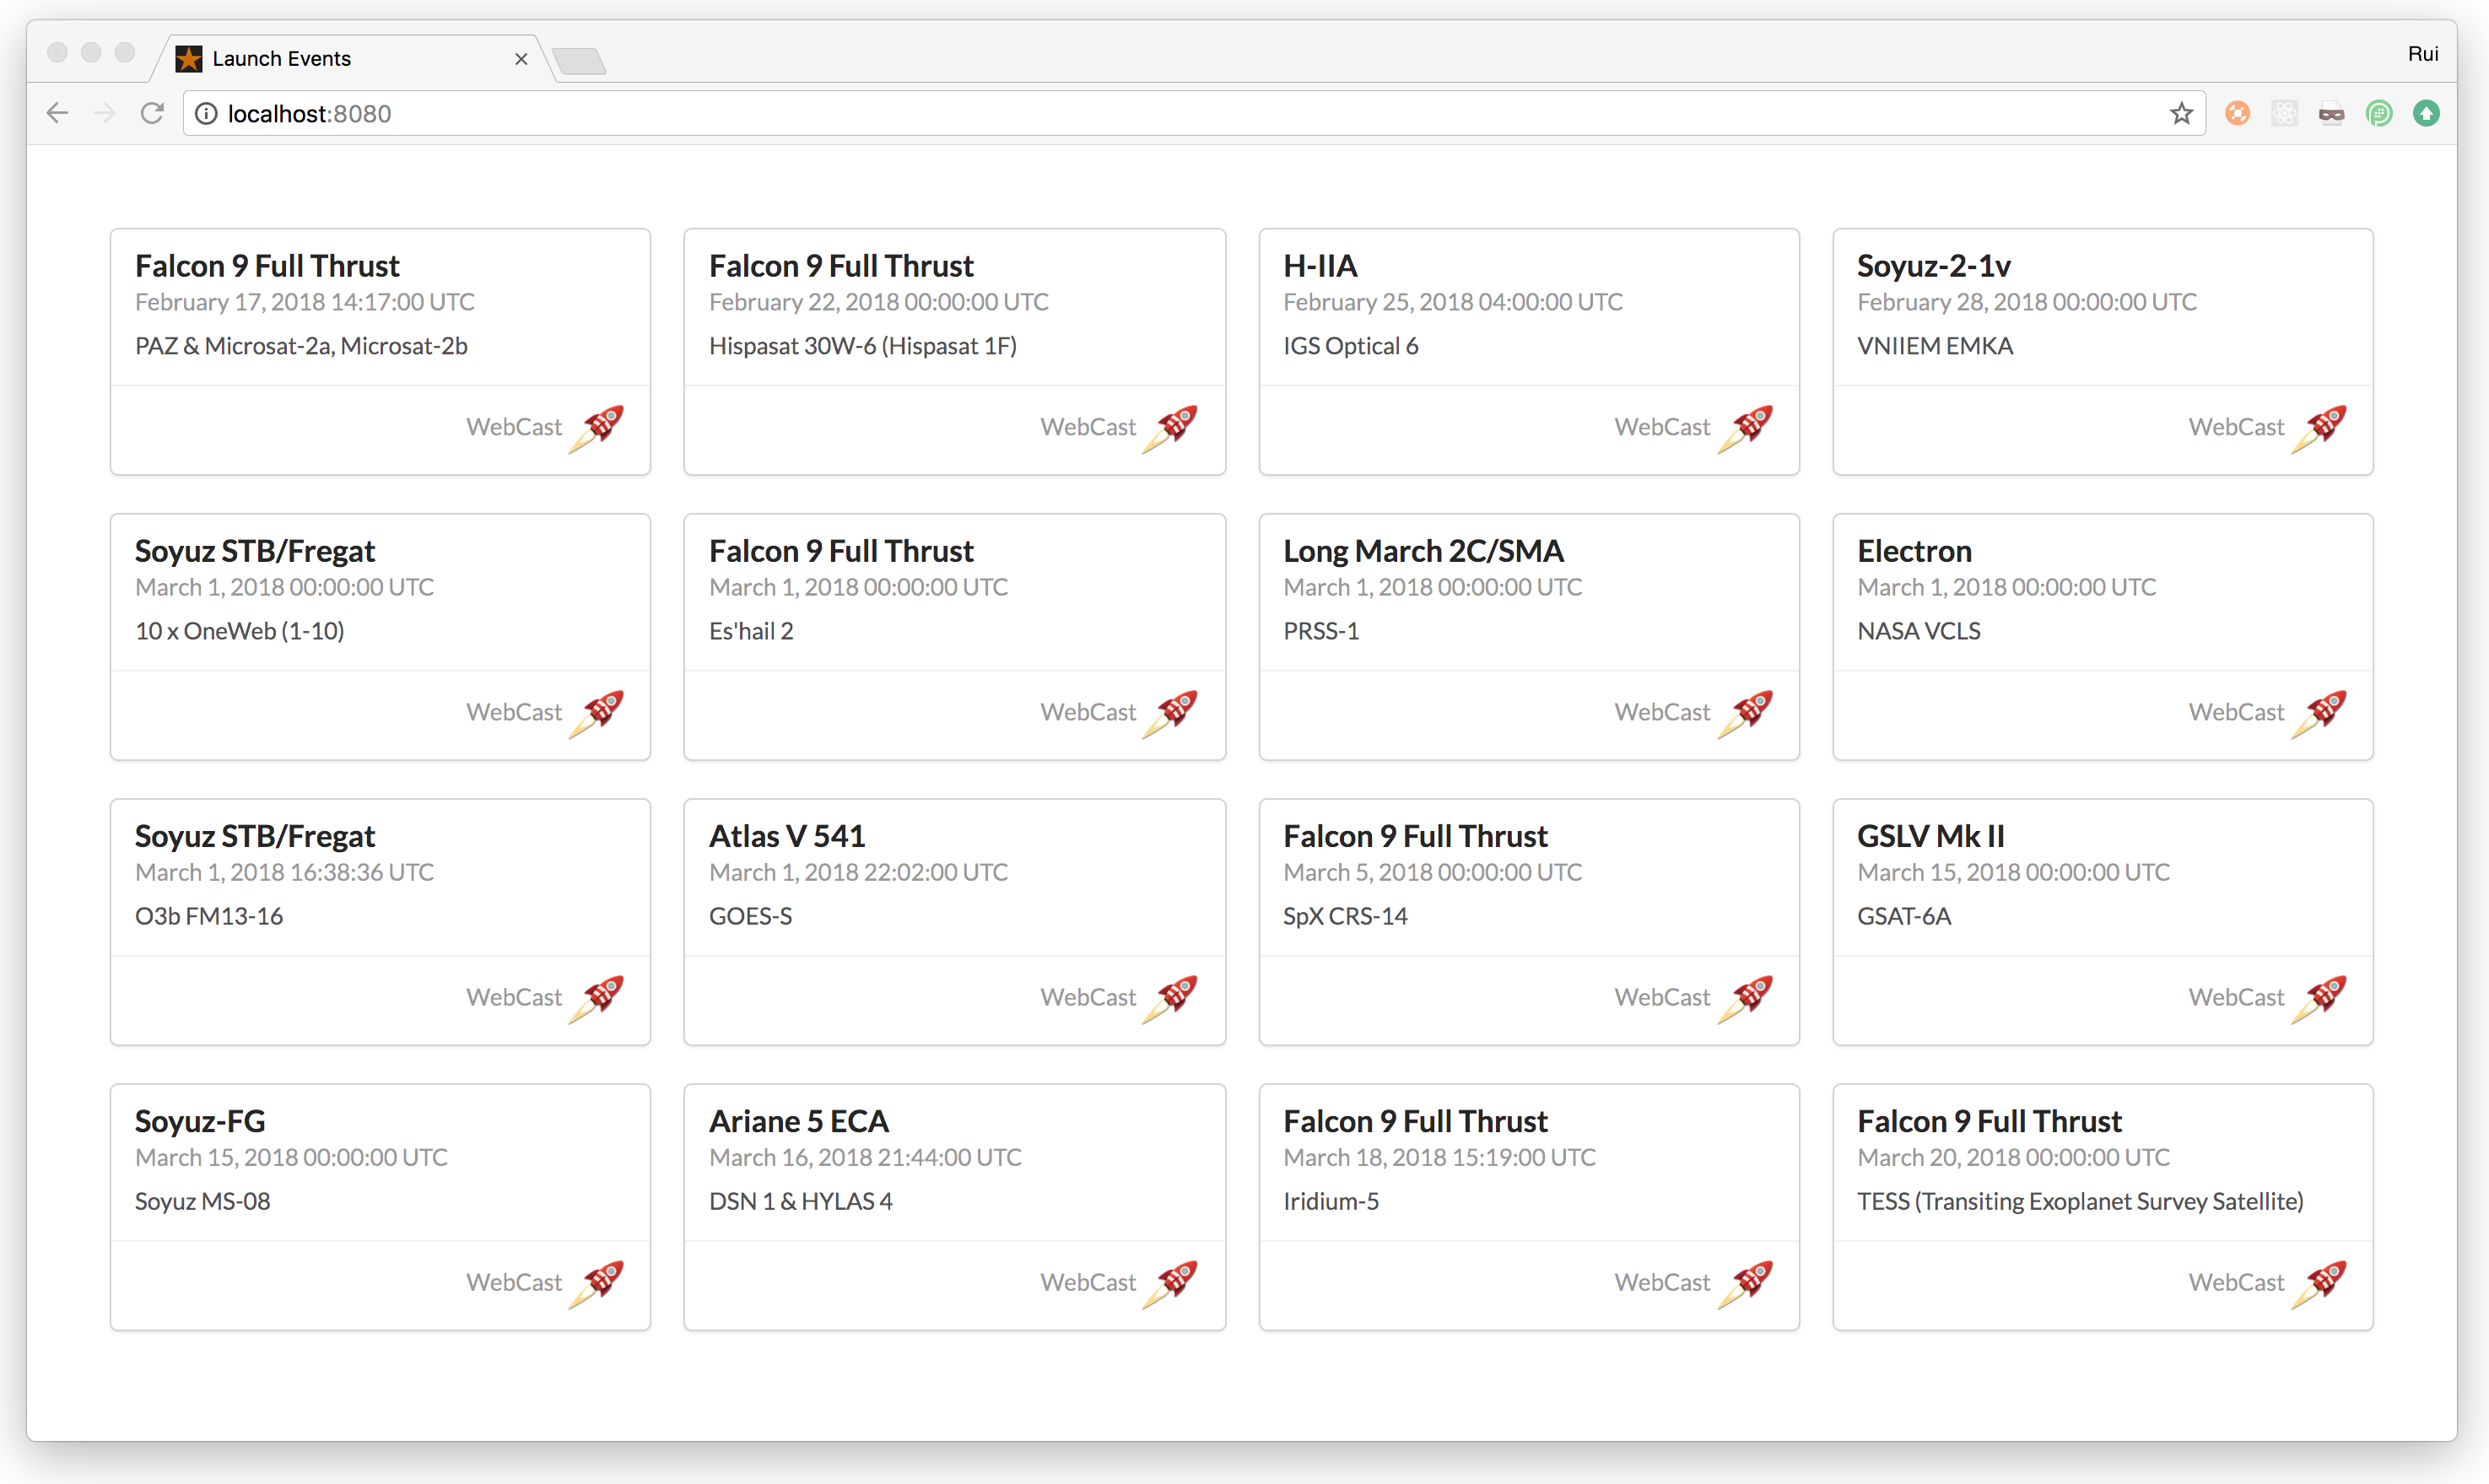 Launch Events
Rui
localhost:8080
Falcon 9 Full Thrust
February 17, 2018 14:17:00 UTC
PAZ & Microsat-2a, Microsat-2b
WebCast
Falcon 9 Full Thrust
February 22, 2018 00:00:00 UTC
Hispasat 30W-6 (Hispasat 1F)
WebCast
H-IIA
February 25, 2018 04:00:00 UTC
IGS Optical 6
WebCast
Soyuz-2-1v
February 28, 2018 00:00:00 UTC
VNIIEM EMKA
WebCast
Soyuz STB/Fregat
March 1, 2018 00:00:00 UTC
10 x OneWeb (1-10)
WebCast
Falcon 9 Full Thrust
March 1, 2018 00:00:00 UTC
Es'hail 2
WebCast
Long March 2C/SMA
March 1, 2018 00:00:00 UTC
PRSS-1
WebCast
Electron
March 1, 2018 00:00:00 UTC
NASA VCLS
WebCast
Soyuz STB/Fregat
March 1, 2018 16:38:36 UTC
O3b FM13-16
WebCast
Atlas V 541
March 1, 2018 22:02:00 UTC
GOES-S
WebCast
Falcon 9 Full Thrust
March 5, 2018 00:00:00 UTC
SpX CRS-14
WebCast
GSLV Mk II
March 15, 2018 00:00:00 UTC
GSAT-6A
WebCast
Soyuz-FG
March 15, 2018 00:00:00 UTC
Soyuz MS-08
WebCast
Ariane 5 ECA
March 16, 2018 21:44:00 UTC
DSN 1 & HYLAS 4
WebCast
Falcon 9 Full Thrust
March 18, 2018 15:19:00 UTC
Iridium-5
WebCast
Falcon 9 Full Thrust
March 20, 2018 00:00:00 UTC
TESS (Transiting Exoplanet Survey Satellite)
WebCast